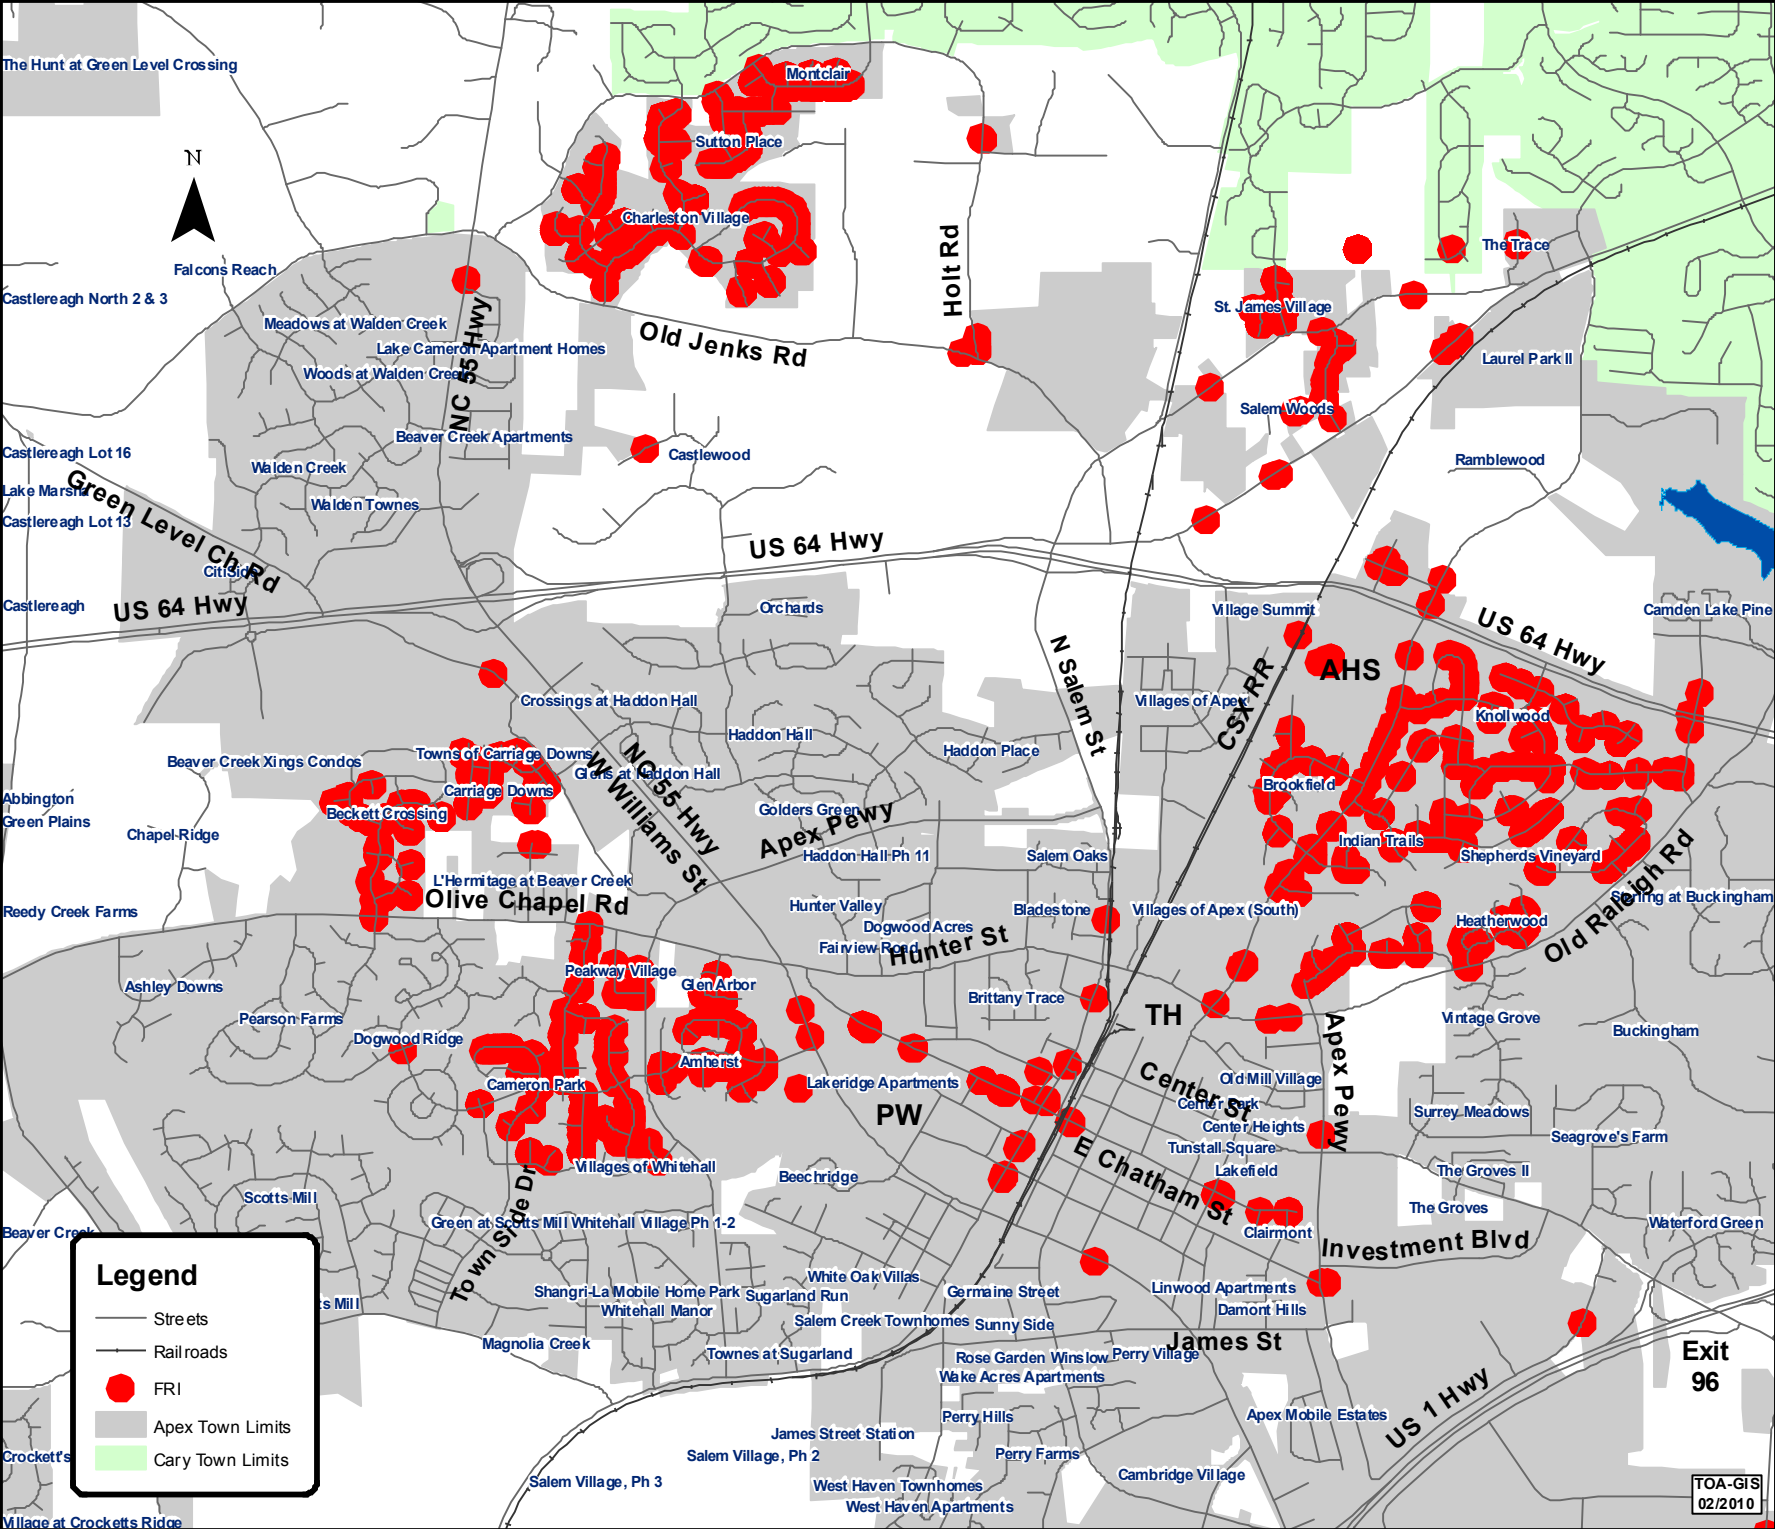 The Hunt at Green Level Crossing
Montclair
Sutton Place
N
Charleston Village
The Trace
Holt Rd
Falcons Reach
Castlereagh North 2 & 3
St. James Village
Meadows at Walden Creek
NC 55 Hwy
Old Jenks Rd
Lake Cameron Apartment Homes
Laurel Park II
Woods at Walden Creek
Salem Woods
Beaver Creek Apartments
Castlereagh Lot 16
Castlewood
Ramblewood
Walden Creek
Green Level Ch Rd
Walden Townes
Castlereagh Lot 13
US 64 Hwy
CitiSide
Castlereagh
US 64 Hwy
Orchards
Village Summit
Camden Lake Pine
US 64 Hwy
N Salem St
AHS
CSX RR
Crossings at Haddon Hall
Villages of Apex
Knollwood
Haddon Hall
Haddon Place
Towns of Carriage Downs
Beaver Creek Xings Condos
NC 55 Hwy
W Williams St
Glens at Haddon Hall
Carriage Downs
Brookfield
Abbington
Green Plains
Beckett Crossing
Golders Green
Apex Pewy
Chapel Ridge
Indian Trails
Haddon Hall Ph 11
Salem Oaks
Shepherds Vineyard
L'Hermitage at Beaver Creek
Olive Chapel Rd
Old Raleigh Rd
Sterling at Buckingham
Reedy Creek Farms
Hunter Valley
Bladestone
Villages of Apex (South)
Dogwood Acres
Heatherwood
Fairview Road
Hunter St
Peakway Village
Glen Arbor
Ashley Downs
Brittany Trace
TH
Pearson Farms
Vintage Grove
Buckingham
Dogwood Ridge
Apex Pewy
Amherst
Cameron Park
Lakeridge Apartments
Center St
Old Mill Village
Center Park
PW
Surrey Meadows
Center Heights
Seagrove's Farm
Tunstall Square
E Chatham St
Villages of Whitehall
Beechridge
Lakefield
The Groves II
Scotts Mill
The Groves
Town Side Dr
Green at Scotts Mill
Whitehall Village Ph 1-2
Waterford Green
Beaver Creek
Clairmont
Investment Blvd
White Oak Villas
Shangri-La Mobile Home Park
Sugarland Run
Germaine Street
Linwood Apartments
Whitehall Manor
Damont Hills
Salem Creek Townhomes
Sunny Side
Magnolia Creek
James St
Townes at Sugarland
Rose Garden Winslow
Perry Village
Wake Acres Apartments
Exit
96
US 1 Hwy
Perry Hills
Apex Mobile Estates
James Street Station
Salem Village, Ph 2
Perry Farms
Cambridge Village
Salem Village, Ph 3
West Haven Townhomes
West Haven Apartments
Legend
Streets
Railroads
FRI
Apex Town Limits
Cary Town Limits
Crockett's
Village at Crocketts Ridge
TOA-GIS
02/2010